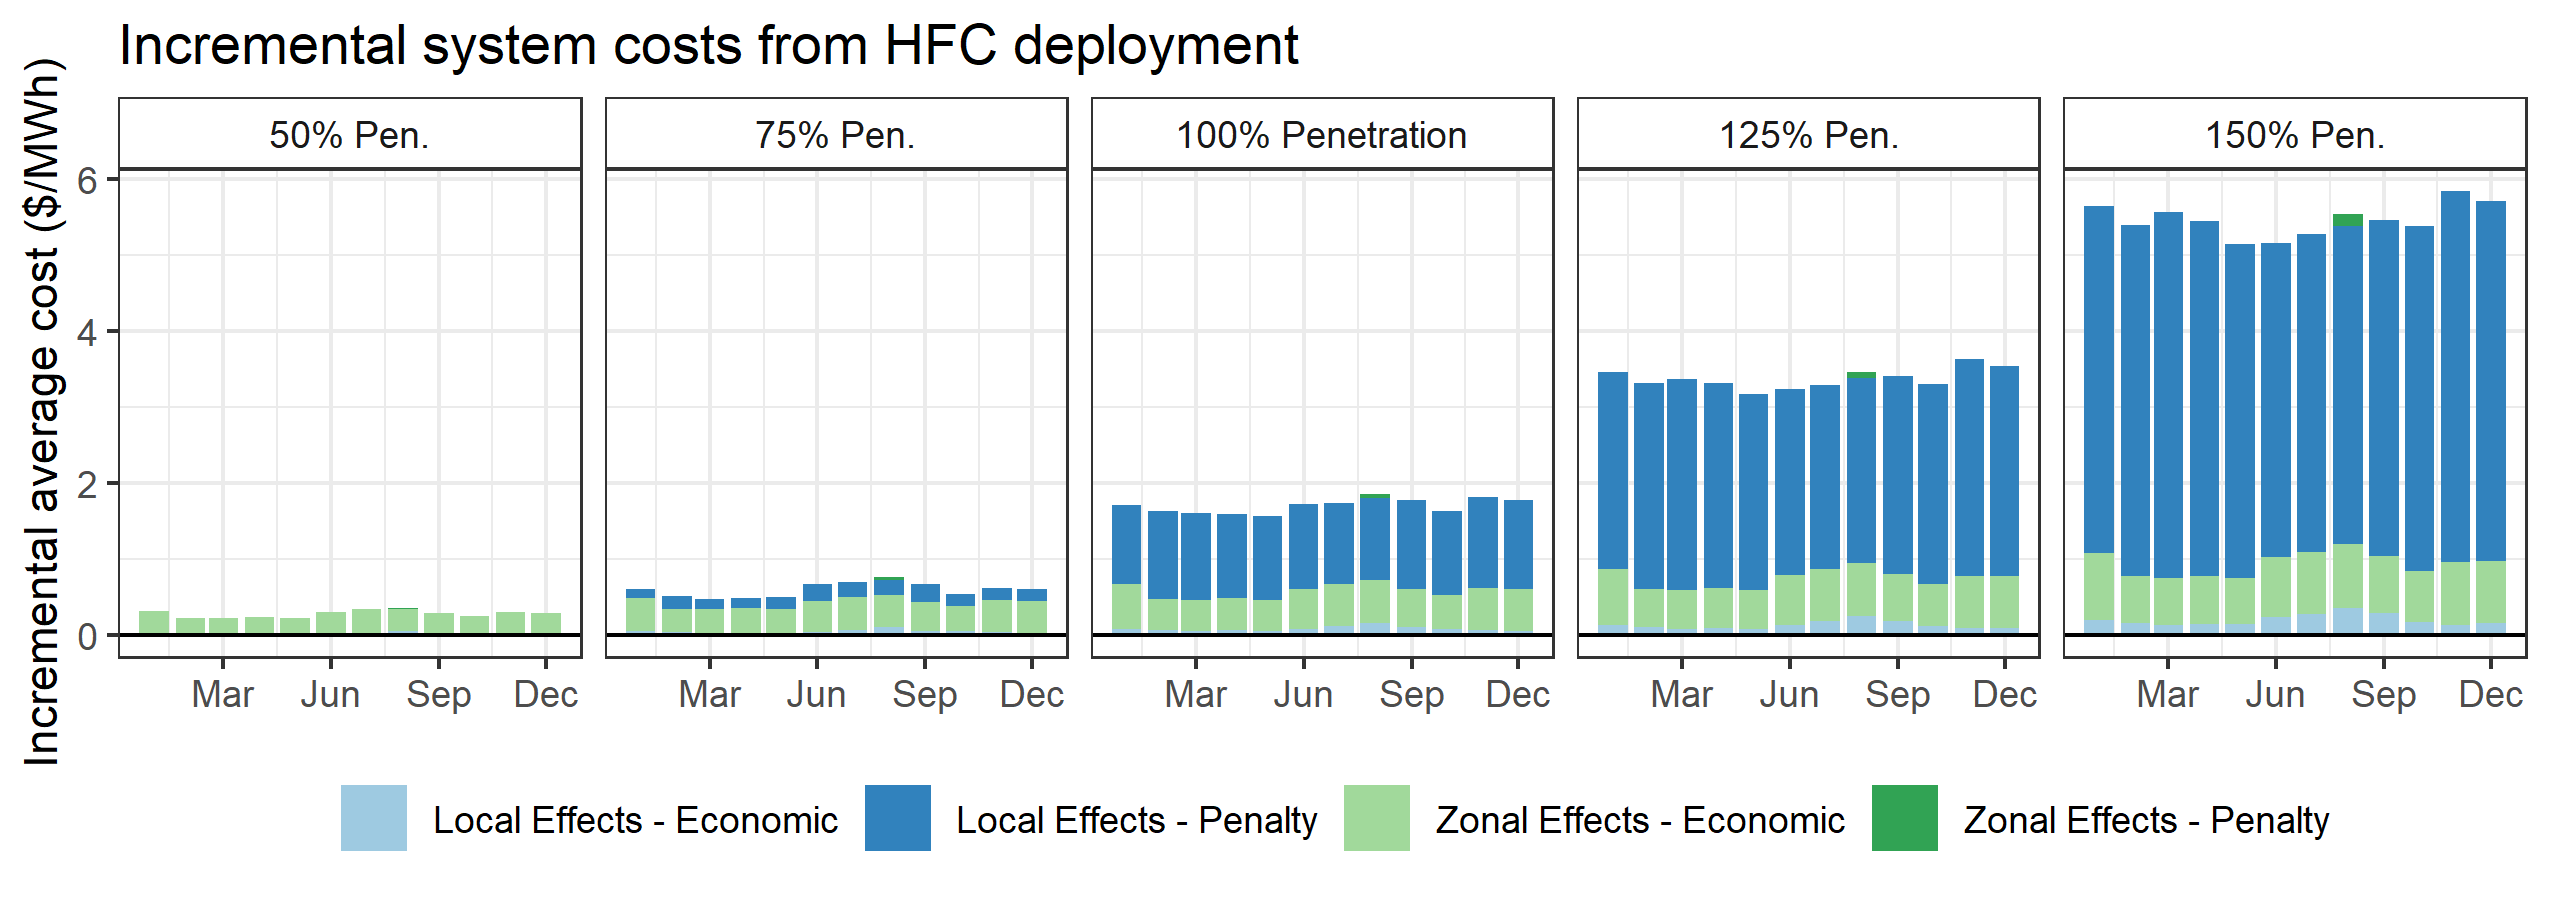 Incremental system costs from HFC deployment
Incremental average cost ($/MWh)
50% Pen.
75% Pen.
100% Penetration
125% Pen.
150% Pen.
6
4
2
0
Mar Jun Sep Dec
Mar Jun Sep Dec
Mar Jun Sep Dec
Mar Jun Sep Dec
Mar Jun Sep Dec
Local Effects - Economic
Local Effects - Penalty
Zonal Effects - Economic
Zonal Effects - Penalty